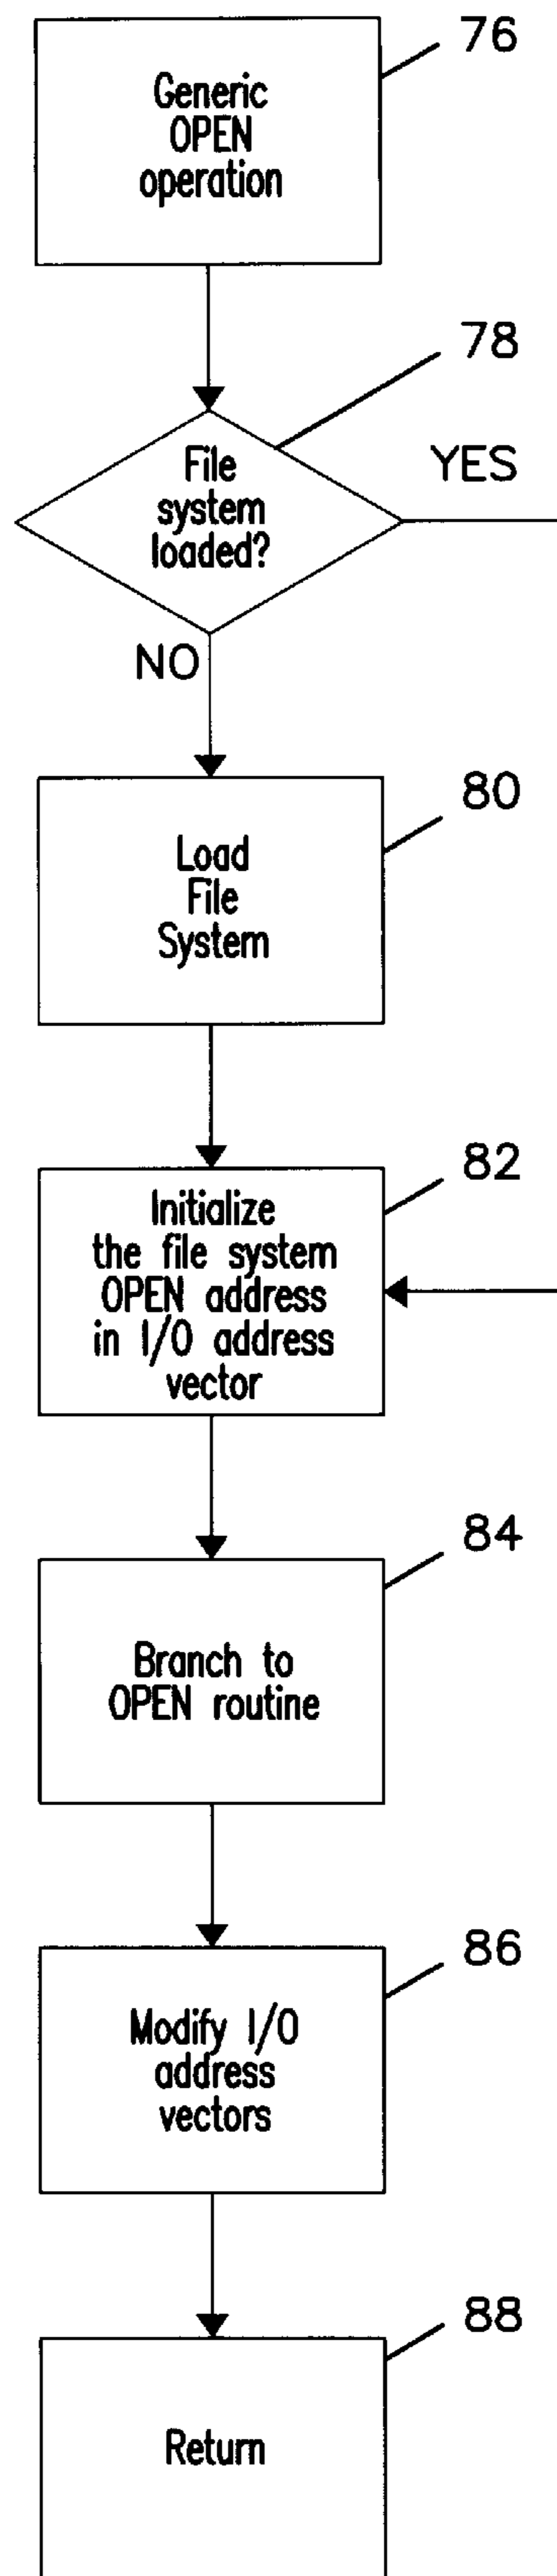 76
Generic
OPEN
operation
78
File
system
loaded?
YES
NO
80
Load
File
System
82
Initialize
the file system
OPEN address
in I/O address
vector
84
Branch to
OPEN routine
86
Modify I/O
address
vectors
88
Return